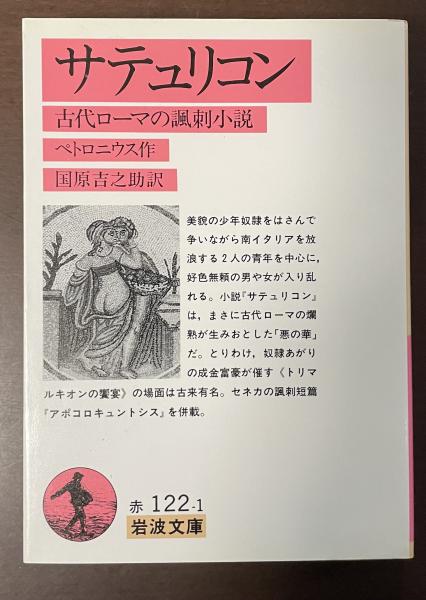 サテュリコン
古代ローマの諷刺小説
ペトロニウス作
国原吉之助訳
美貌の少年奴隷をはさんで
争いながら南イタリアを放
浪する2人の青年を中心に,
好色無頼の男や女が入り乱
れる。小説『サテュリコン』
は,まさに古代ローマの爛
熟が生みおとした「悪の華」
だ。とりわけ,奴隷あがり
の成金富豪が催す《トリマ
ルキオンの饗宴》の場面は古来有名。セネカの諷刺短篇
『アポコロキュントシス』を併載。
赤 122-1
岩波文庫